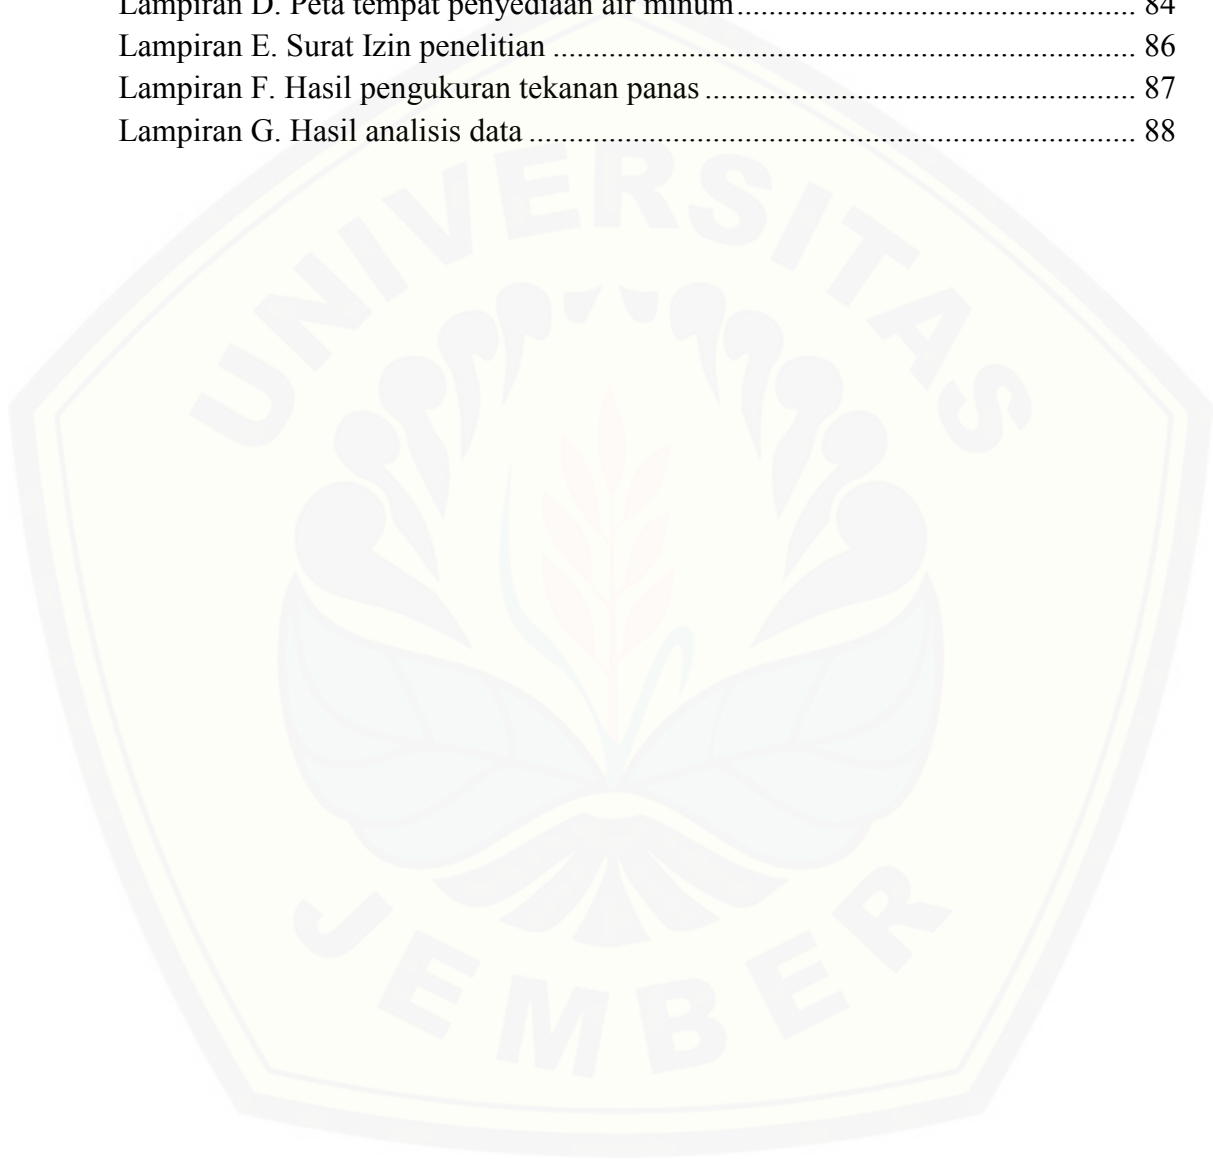 Lampiran D. Peta tempat penyediaan air minum.................................................. 84
Lampiran E. Surat Izin penelitian ......................................................................... 86
Lampiran F. Hasil pengukuran tekanan panas ...................................................... 87
Lampiran G. Hasil analisis data ............................................................................ 88
UNIVERSITAS
JEMBER